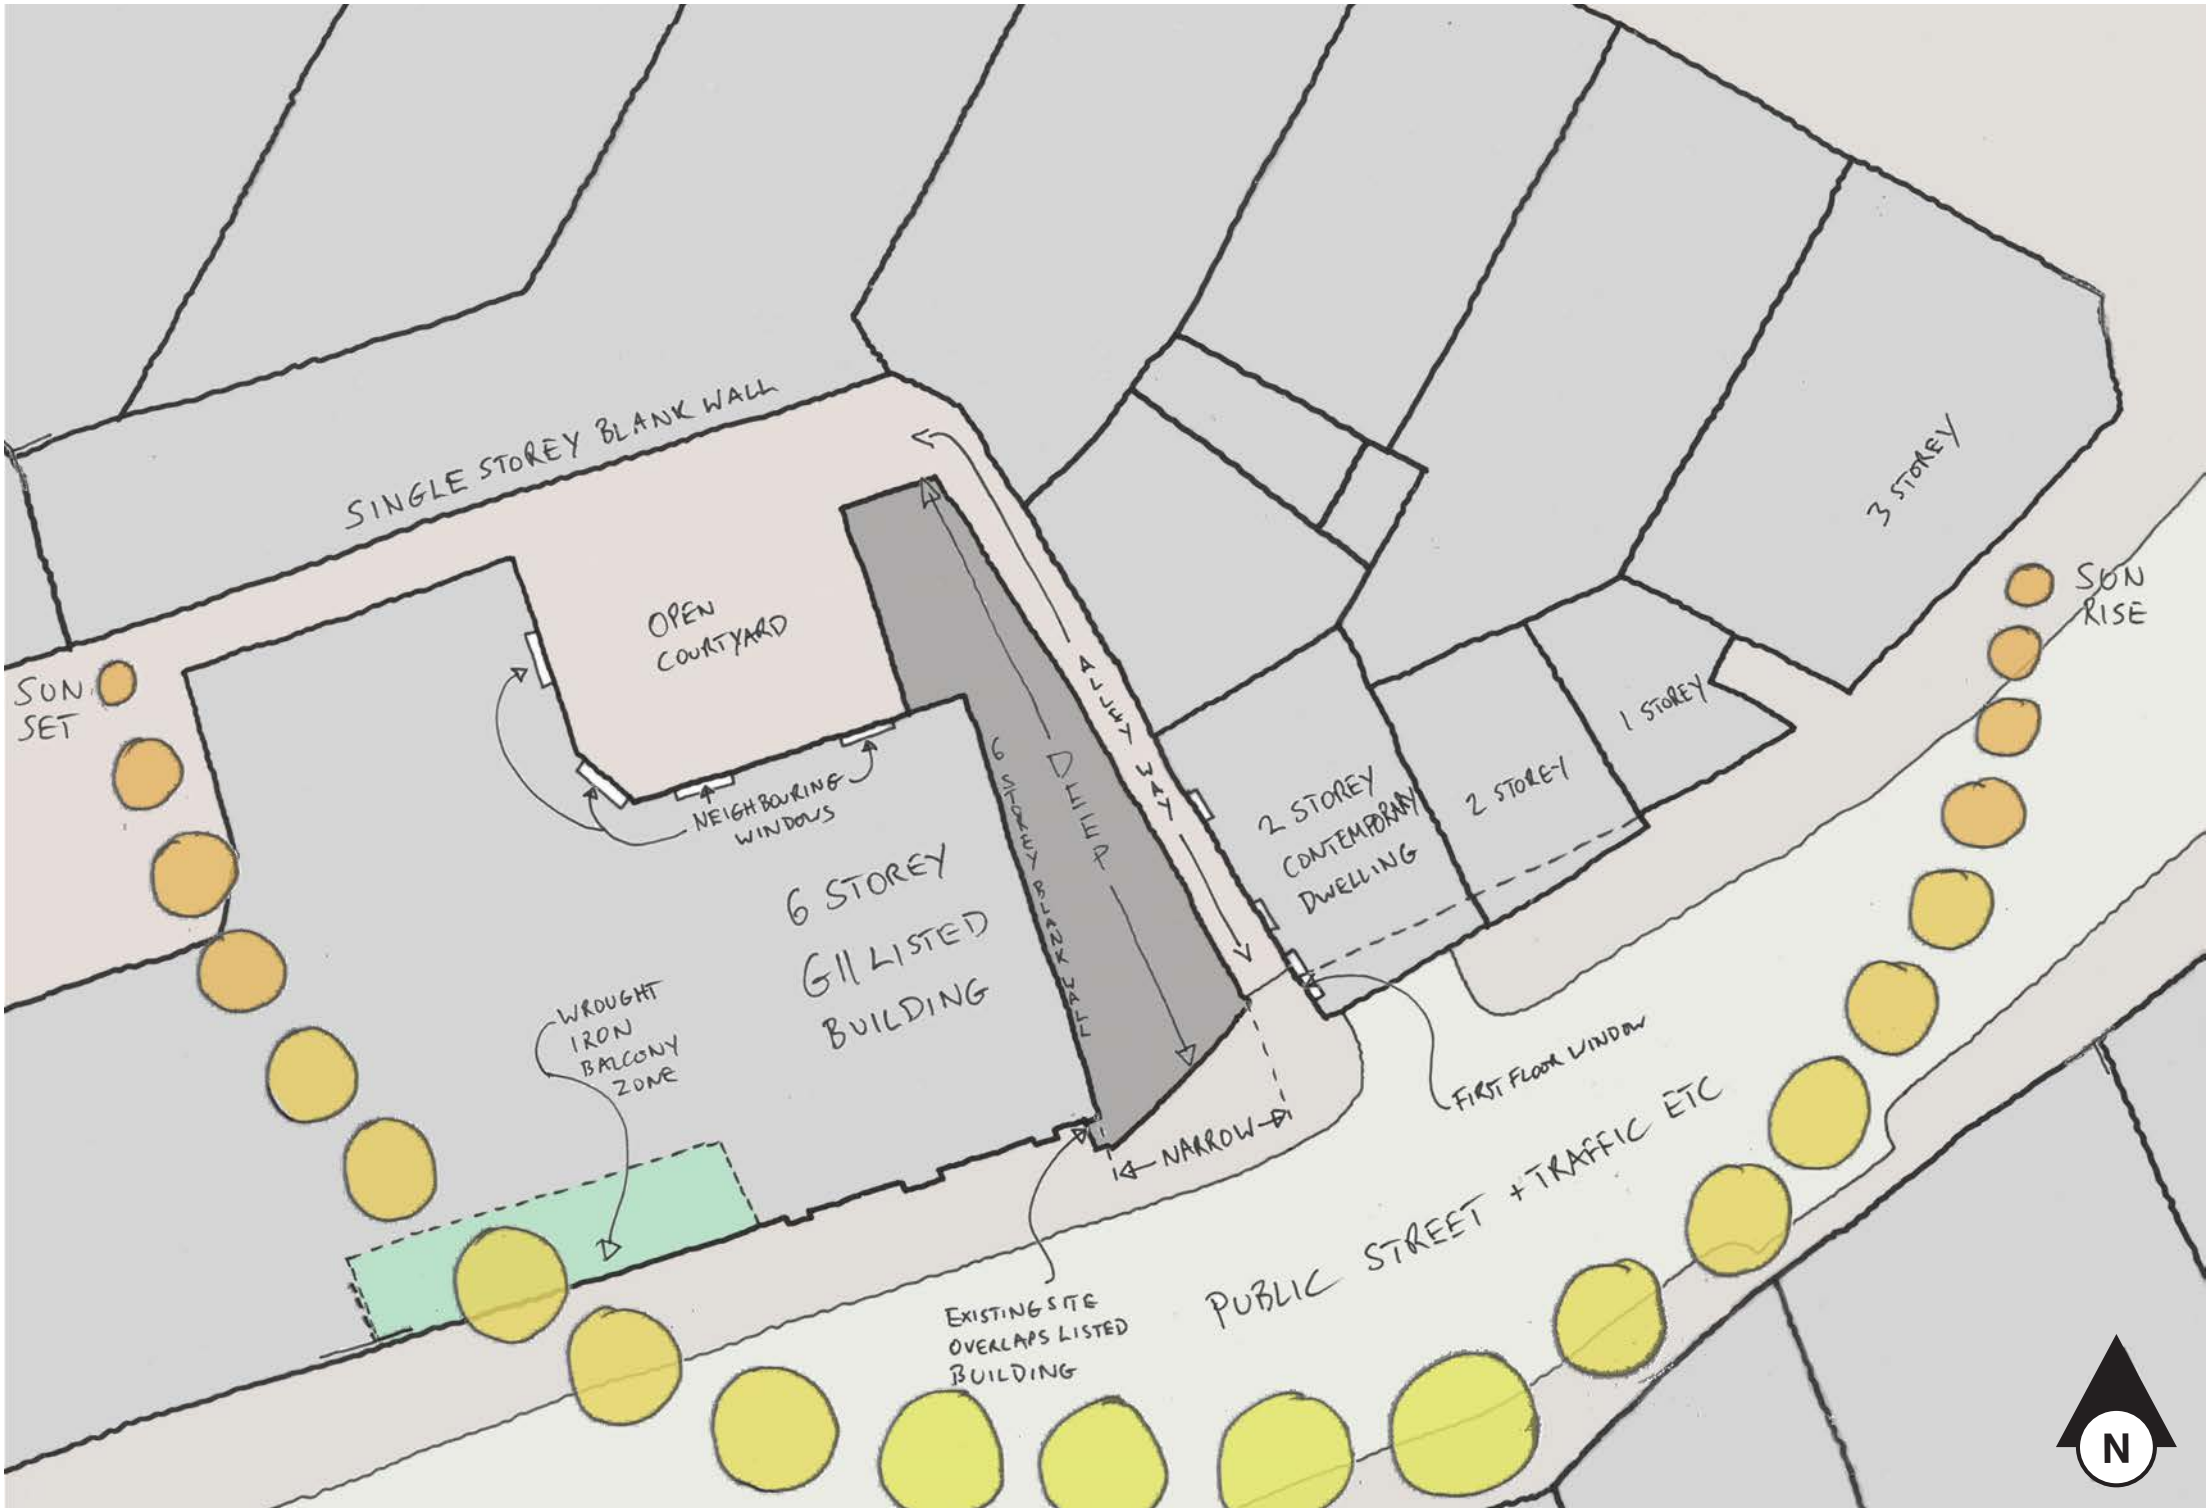 SINGLE STOREY BLANK WALL
OPEN
COURTYARD
3 STOREY
SUN
RISE
SUN
SET
ALLEY WAY
1 STOREY
2 STOREY
2 STOREY
CONTEMPORARY
DWELLING
NEIGHBOURING
WINDOWS
DEEP
6 STOREY BLANK WALL
6 STOREY
GII LISTED
BUILDING
WROUGHT
IRON
BALCONY
ZONE
FIRST FLOOR WINDOW
NARROW
PUBLIC STREET + TRAFFIC ETC
EXISTING SITE
OVERLAPS LISTED
BUILDING
N